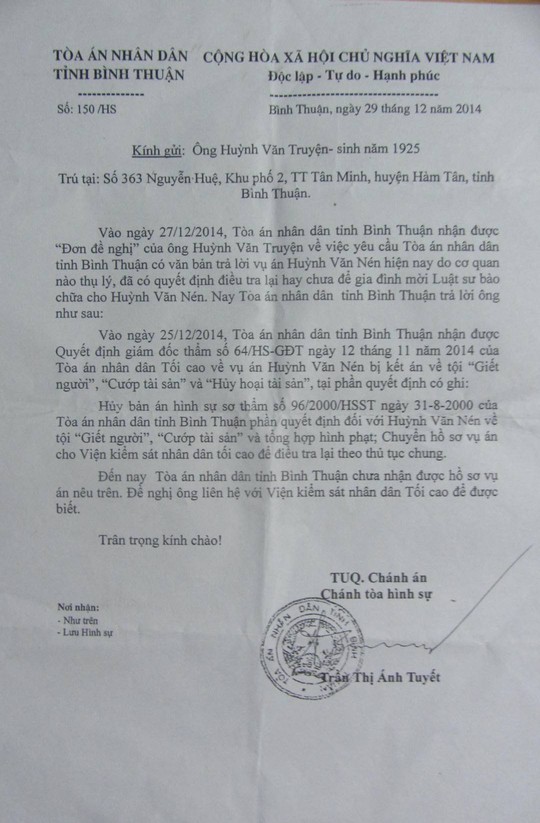 TÒA ÁN NHÂN DÂN
TỈNH BÌNH THUẬN
CỘNG HÒA XÃ HỘI CHỦ NGHĨA VIỆT NAM
Độc lập - Tự do - Hạnh phúc
Số: 150 /HS
Bình Thuận, ngày 29 tháng 12 năm 2014
Kính gửi: Ông Huỳnh Văn Truyện- sinh năm 1925
Trú tại: Số 363 Nguyễn Huệ, Khu phố 2, TT Tân Minh, huyện Hàm Tân, tỉnh
Bình Thuận.
Vào ngày 27/12/2014, Tòa án nhân dân tỉnh Bình Thuận nhận được
“Đơn đề nghị” của ông Huỳnh Văn Truyện về việc yêu cầu Tòa án nhân dân
tỉnh Bình Thuận có văn bản trả lời vụ án Huỳnh Văn Nén hiện nay do cơ quan
nào thụ lý, đã có quyết định điều tra lại hay chưa để gia đình mời Luật sư bào
chữa cho Huỳnh Văn Nén. Nay Tòa án nhân dân tỉnh Bình Thuận trả lời ông
như sau:
Vào ngày 25/12/2014, Tòa án nhân dân tỉnh Bình Thuận nhận được
Quyết định giám đốc thẩm số 64/HS-GĐT ngày 12 tháng 11 năm 2014 của
Tòa án nhân dân Tối cao về vụ án Huỳnh Văn Nén bị kết án về tội “Giết
người”, “Cướp tài sản” và “Hủy hoại tài sản”, tại phần quyết định có ghi:
Hủy bản án hình sự sơ thẩm số 96/2000/HSST ngày 31-8-2000 của
Tòa án nhân dân tỉnh Bình Thuận phần quyết định đối với Huỳnh Văn Nén về
tội “Giết người”, “Cướp tài sản” và tổng hợp hình phạt; Chuyển hồ sơ vụ án
cho Viện kiểm sát nhân dân tối cao để điều tra lại theo thủ tục chung.
Đến nay Tòa án nhân dân tỉnh Bình Thuận chưa nhận được hồ sơ vụ
án nêu trên. Đề nghị ông liên hệ với Viện kiểm sát nhân dân Tối cao để được
biết.
Trân trọng kính chào!
TUQ. Chánh án
Chánh tòa hình sự
Nơi nhận:
- Như trên
- Lưu Hình sự
TOÀ ÁN NHÂN DÂN TỈNH BÌNH
Trần Thị Ánh Tuyết